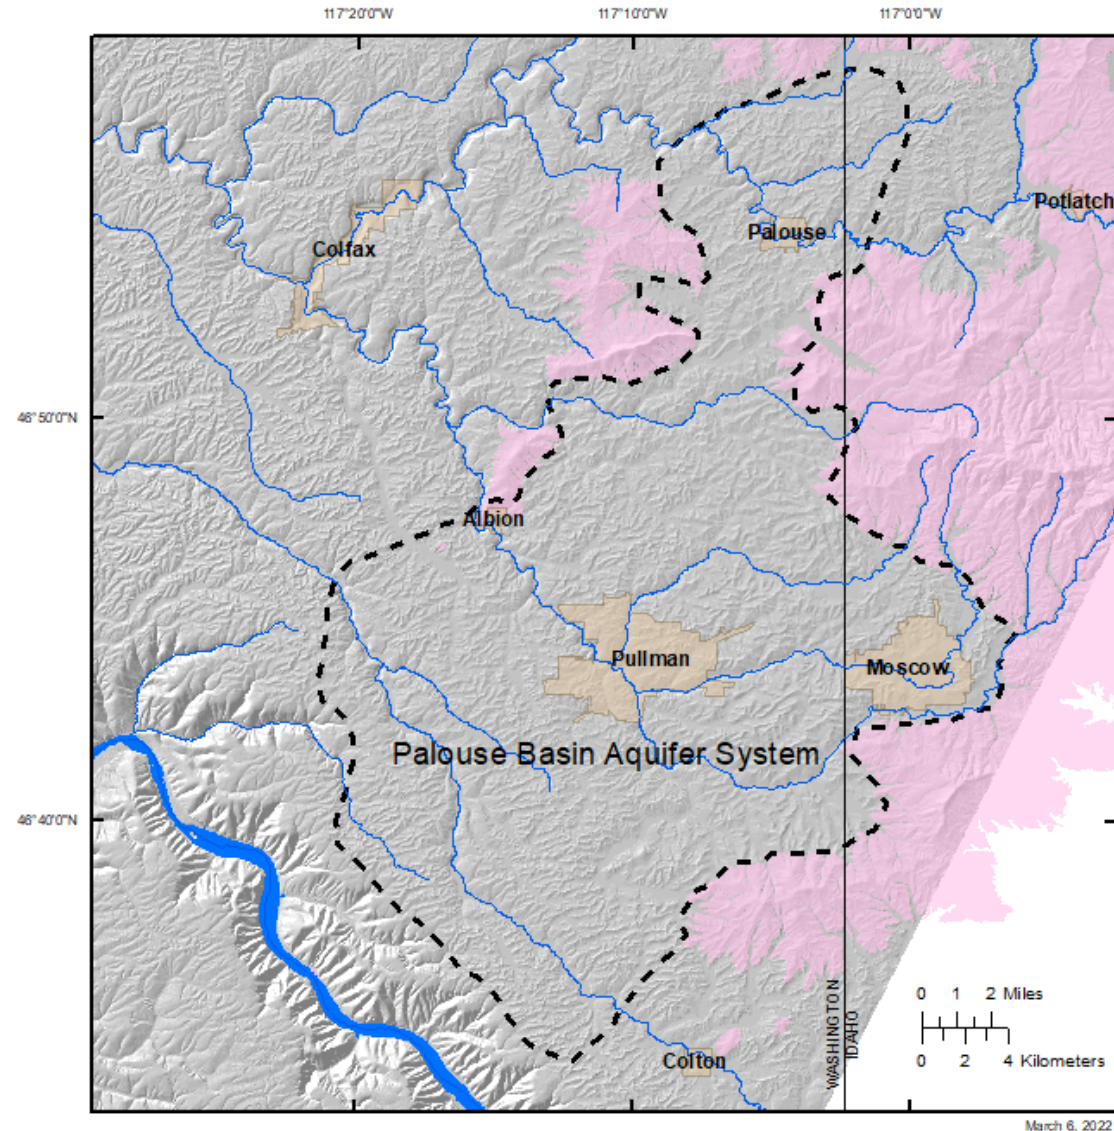 117°20'0"W
117°10'0"W
117°0'0"W
Potlatch
Palouse
Colfax
46°50'0"N
Albion
Pullman
Moscow
Palouse Basin Aquifer System
46°40'0"N
WASHINGTON
IDAHO
0 1 2 Miles
0 2 4 Kilometers
Colton
March 6, 2022